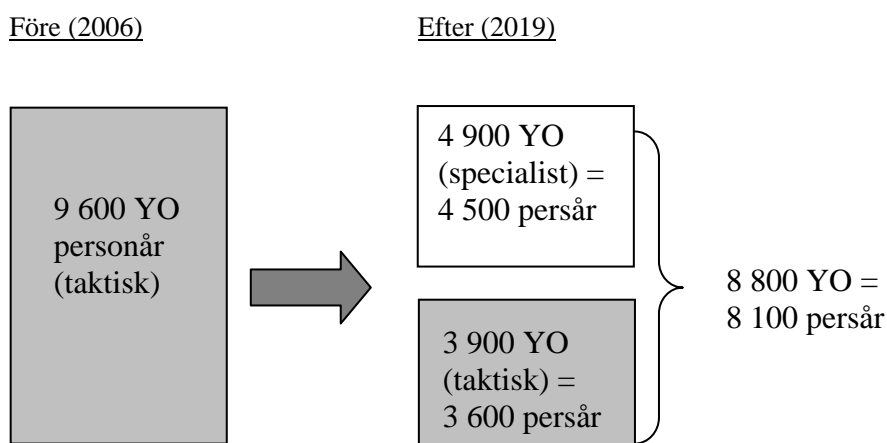 Före (2006)
Efter (2019)
9 600 YO
personår
(taktisk)
4 900 YO
(specialist) =
4 500 persår
3 900 YO
(taktisk) =
3 600 persår
8 800 YO =
8 100 persår